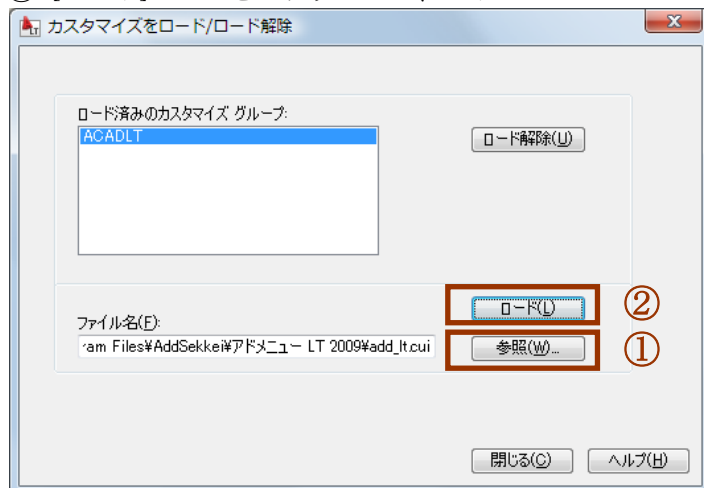 カスタマイズをロード/ロード解除
ロード済みのカスタマイズ グループ:
ACADLT
ロード解除(U)
ロード(L)
②
ファイル名(F):
ram Files¥AddSekkei¥アドメニュー LT 2009¥add_lt.cui
参照(W)...
①
閉じる(C)
ヘルプ(H)